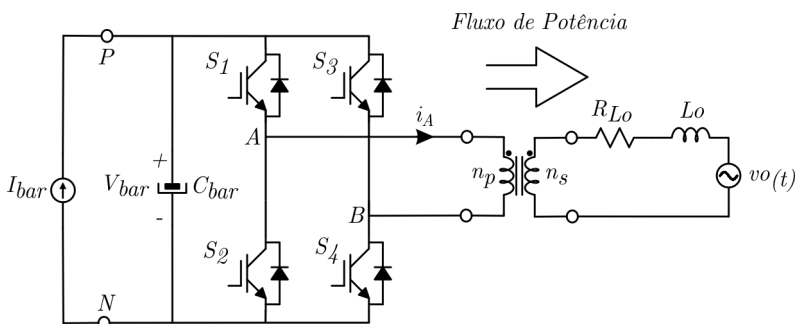 Fluxo de Potência
P
S1
S3
iA
RLo
Lo
A
+
Ibar
Vbar
Cbar
np
ns
vo(t)
-
B
S2
S4
N